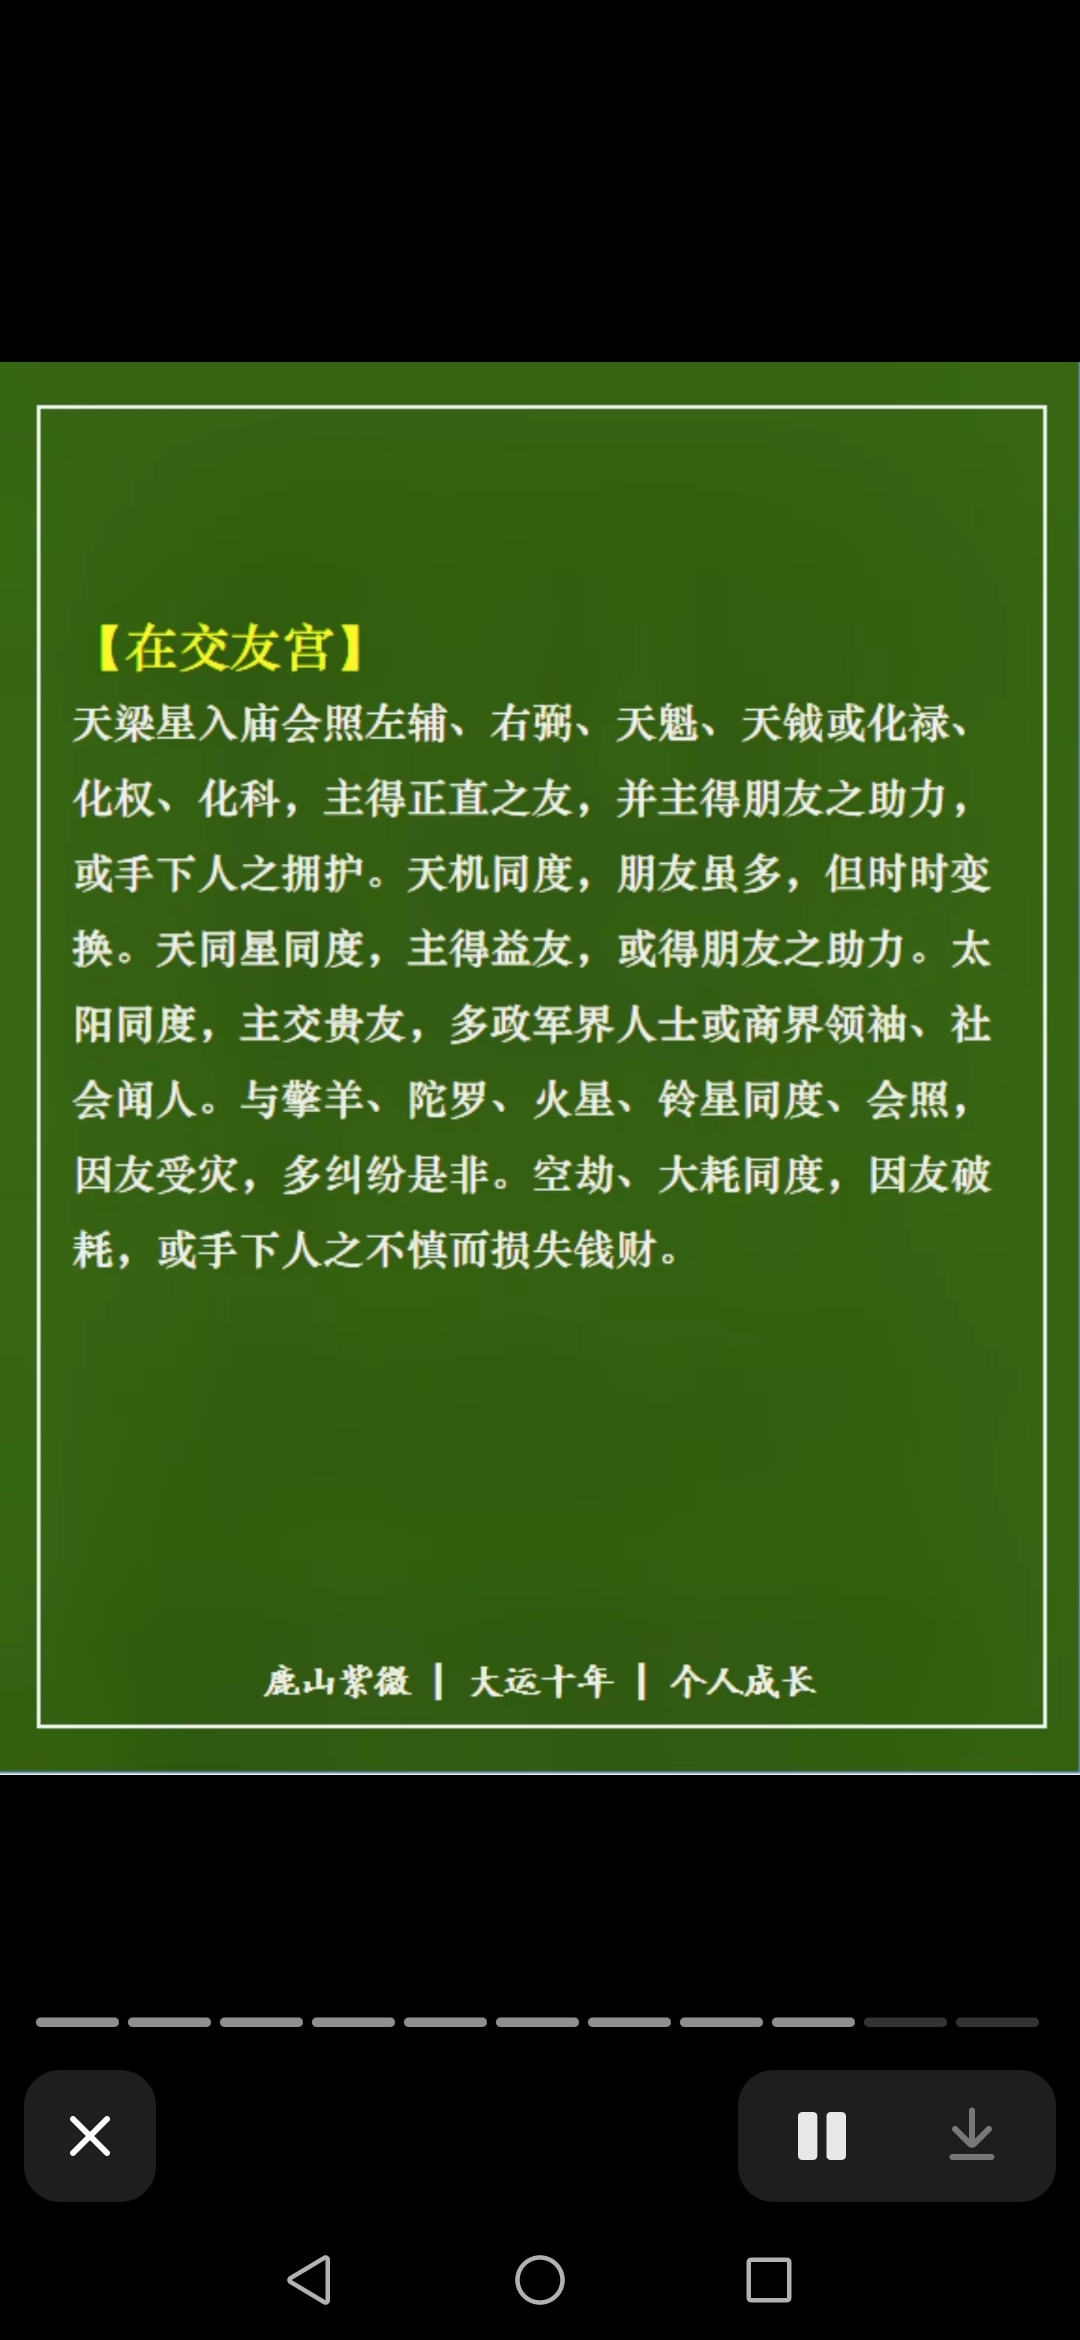 【在交友宫】
天梁星入庙会照左辅、右弼、天魁、天钺或化禄、
化权、化科，主得正直之友，并主得朋友之助力，
或手下人之拥护。天机同度，朋友虽多，但时时变
换。天同星同度，主得益友，或得朋友之助力。太
阳同度，主交贵友，多政军界人士或商界领袖、社
会闻人。与擎羊、陀罗、火星、铃星同度、会照，
因友受灾，多纠纷是非。空劫、大耗同度，因友破
耗，或手下人之不慎而损失钱财。
鹿山紫微 | 大运十年 | 个人成长